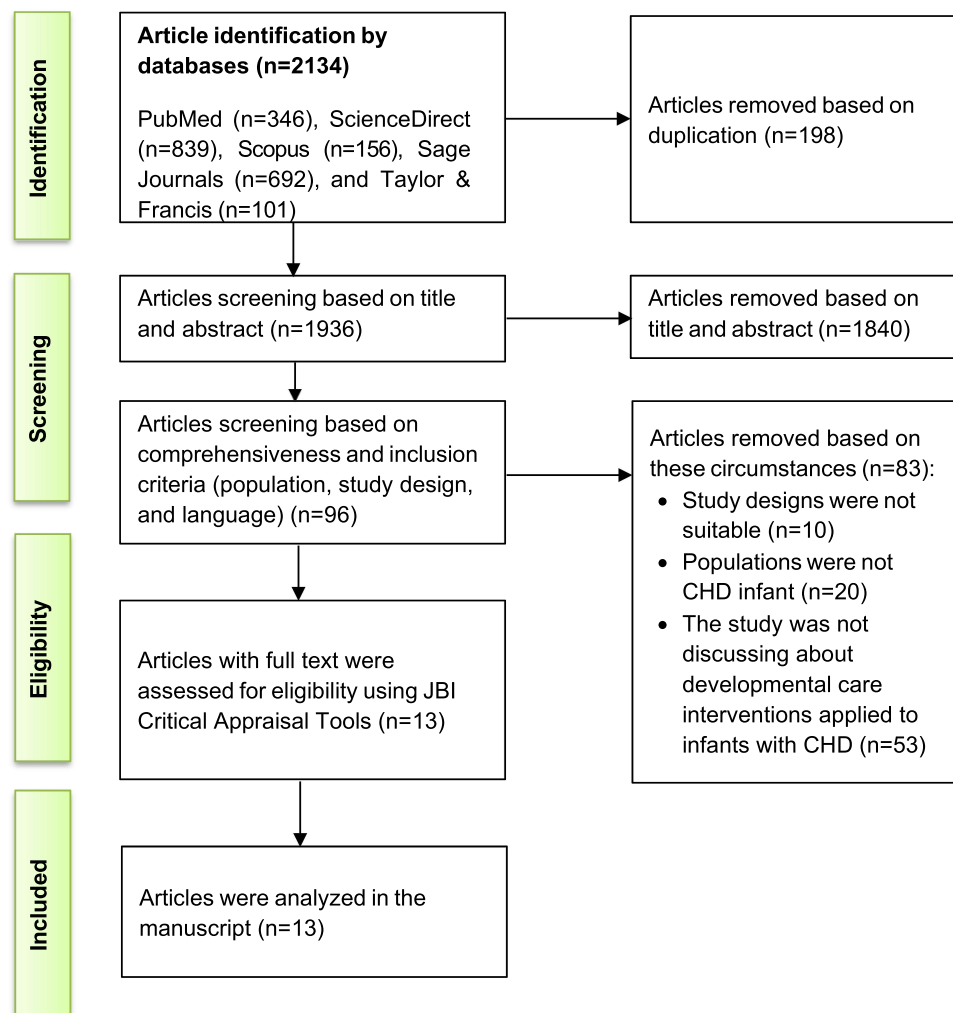 Identification
Article identification by
databases (n=2134)
PubMed (n=346), ScienceDirect
(n=839), Scopus (n=156), Sage
Journals (n=692), and Taylor &
Francis (n=101)
Articles removed based on
duplication (n=198)
Screening
Articles screening based on title
and abstract (n=1936)
Articles removed based on
title and abstract (n=1840)
Articles screening based on
comprehensiveness and inclusion
criteria (population, study design,
and language) (n=96)
Articles removed based on
these circumstances (n=83):
• Study designs were not
suitable (n=10)
• Populations were not
CHD infant (n=20)
• The study was not
discussing about
developmental care
interventions applied to
infants with CHD (n=53)
Eligibility
Articles with full text were
assessed for eligibility using JBI
Critical Appraisal Tools (n=13)
Included
Articles were analyzed in the
manuscript (n=13)